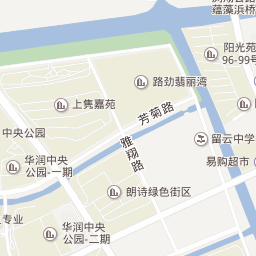 蕴藻浜桥
阳光苑
96-99号
路劲翡丽湾
上隽嘉苑
芳菊路
雅翔路
中央公园
留云中学
易购超市
华润中央
公园-一期
朗诗绿色街区
专业
华润中央
公园-二期